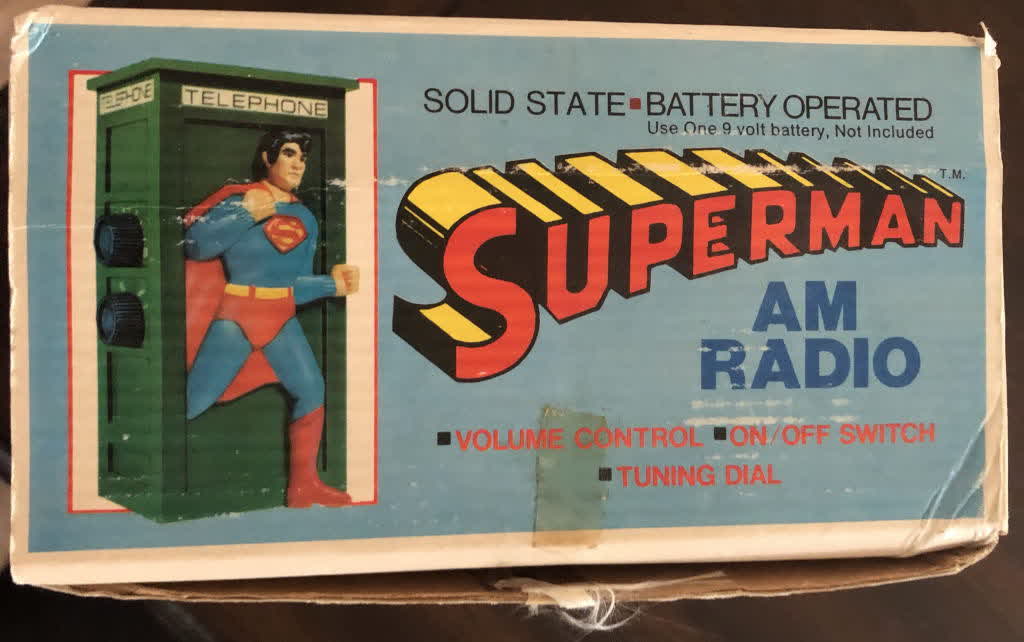 TELEPHONE
TELEPHONE
SOLID STATE ▪ BATTERY OPERATED
Use One 9 volt battery, Not Included
SUPERMAN T.M.
AM
RADIO
▪ VOLUME CONTROL ▪ ON/OFF SWITCH
▪ TUNING DIAL
S